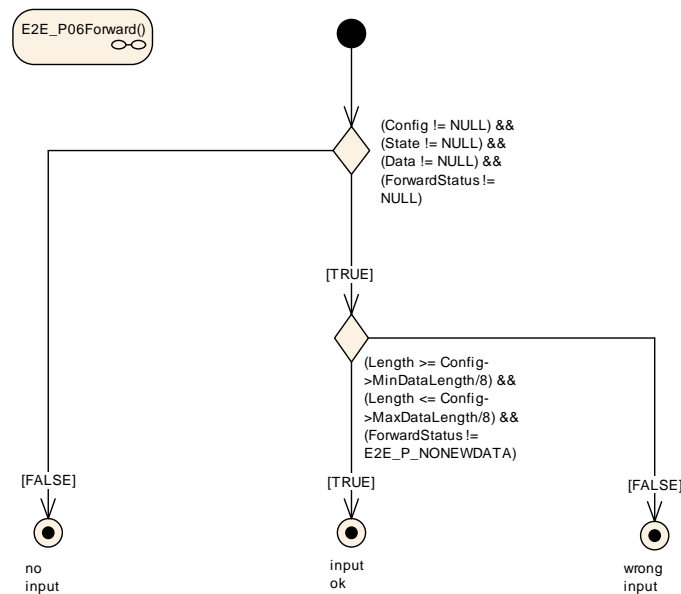 E2E_P06Forward()
(Config != NULL) &&
(State != NULL) &&
(Data != NULL) &&
(ForwardStatus !=
NULL)
[TRUE]
(Length >= Config-
>MinDataLength/8) &&
(Length <= Config-
>MaxDataLength/8) &&
(ForwardStatus !=
E2E_P_NONEWDATA)
[FALSE]
[TRUE]
[FALSE]
no
input
input
ok
wrong
input